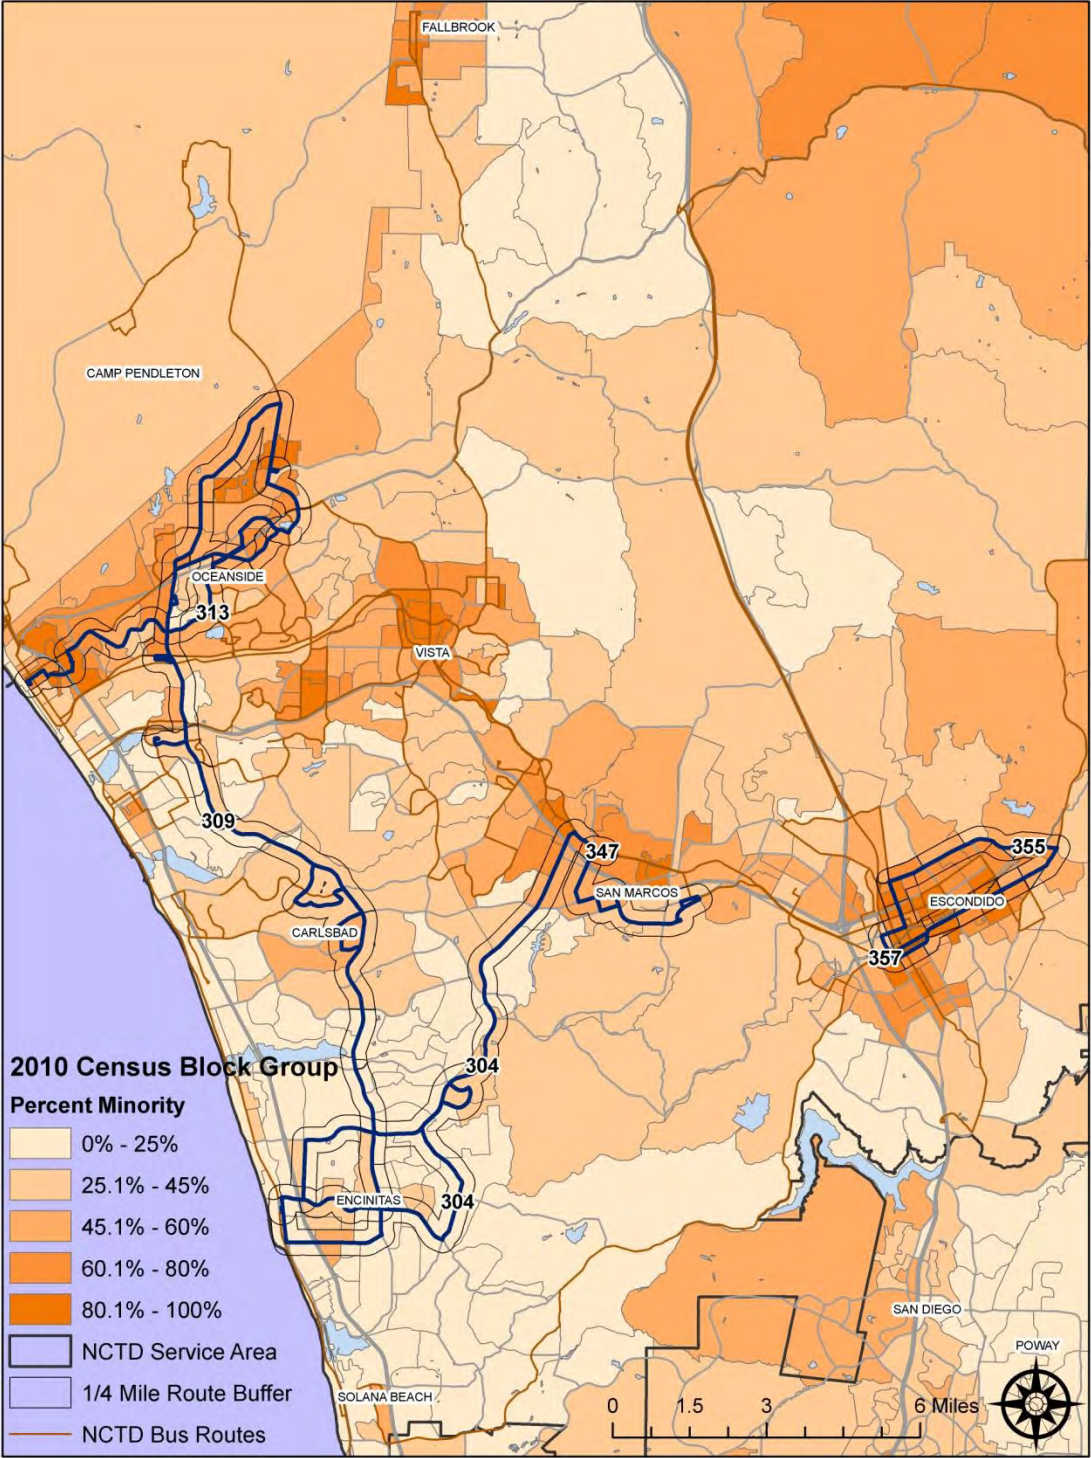 FALLBROOK
CAMP PENDLETON
OCEANSIDE
313
VISTA
309
347
355
SAN MARCOS
ESCONDIDO
CARLSBAD
357
304
ENCINITAS
304
2010 Census Block Group
Percent Minority
0% - 25%
25.1% - 45%
45.1% - 60%
60.1% - 80%
80.1% - 100%
NCTD Service Area
1/4 Mile Route Buffer
NCTD Bus Routes
SAN DIEGO
POWAY
SOLANA BEACH
0 1.5 3 6 Miles